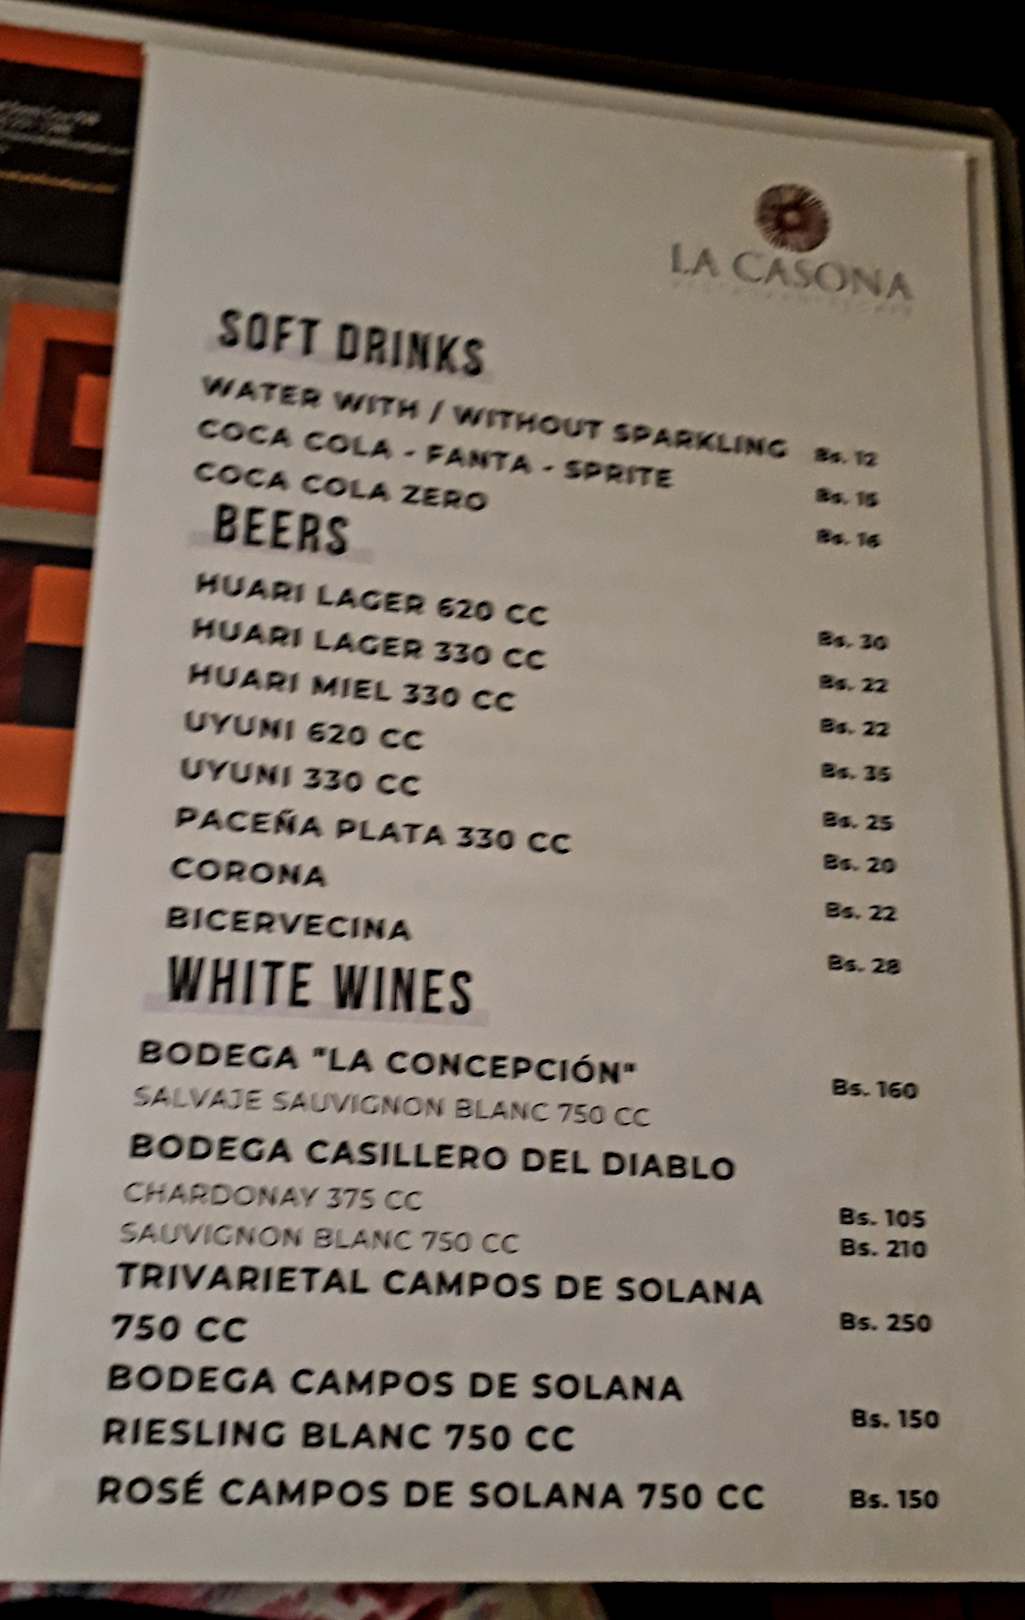 LA CASONA
SOFT DRINKS
WATER WITH / WITHOUT SPARKLING Bs. 12
COCA COLA - FANTA - SPRITE Bs. 15
COCA COLA ZERO Bs. 16
BEERS
HUARI LAGER 620 CC Bs. 30
HUARI LAGER 330 CC Bs. 22
HUARI MIEL 330 CC Bs. 22
UYUNI 620 CC Bs. 35
UYUNI 330 CC Bs. 25
PACEÑA PLATA 330 CC Bs. 20
CORONA Bs. 22
BICERVECINA Bs. 28
WHITE WINES
BODEGA "LA CONCEPCIÓN" Bs. 160
SALVAJE SAUVIGNON BLANC 750 CC
BODEGA CASILLERO DEL DIABLO
CHARDONAY 375 CC Bs. 105
SAUVIGNON BLANC 750 CC Bs. 210
TRIVARIETAL CAMPOS DE SOLANA
750 CC Bs. 250
BODEGA CAMPOS DE SOLANA
RIESLING BLANC 750 CC Bs. 150
ROSÉ CAMPOS DE SOLANA 750 CC Bs. 150